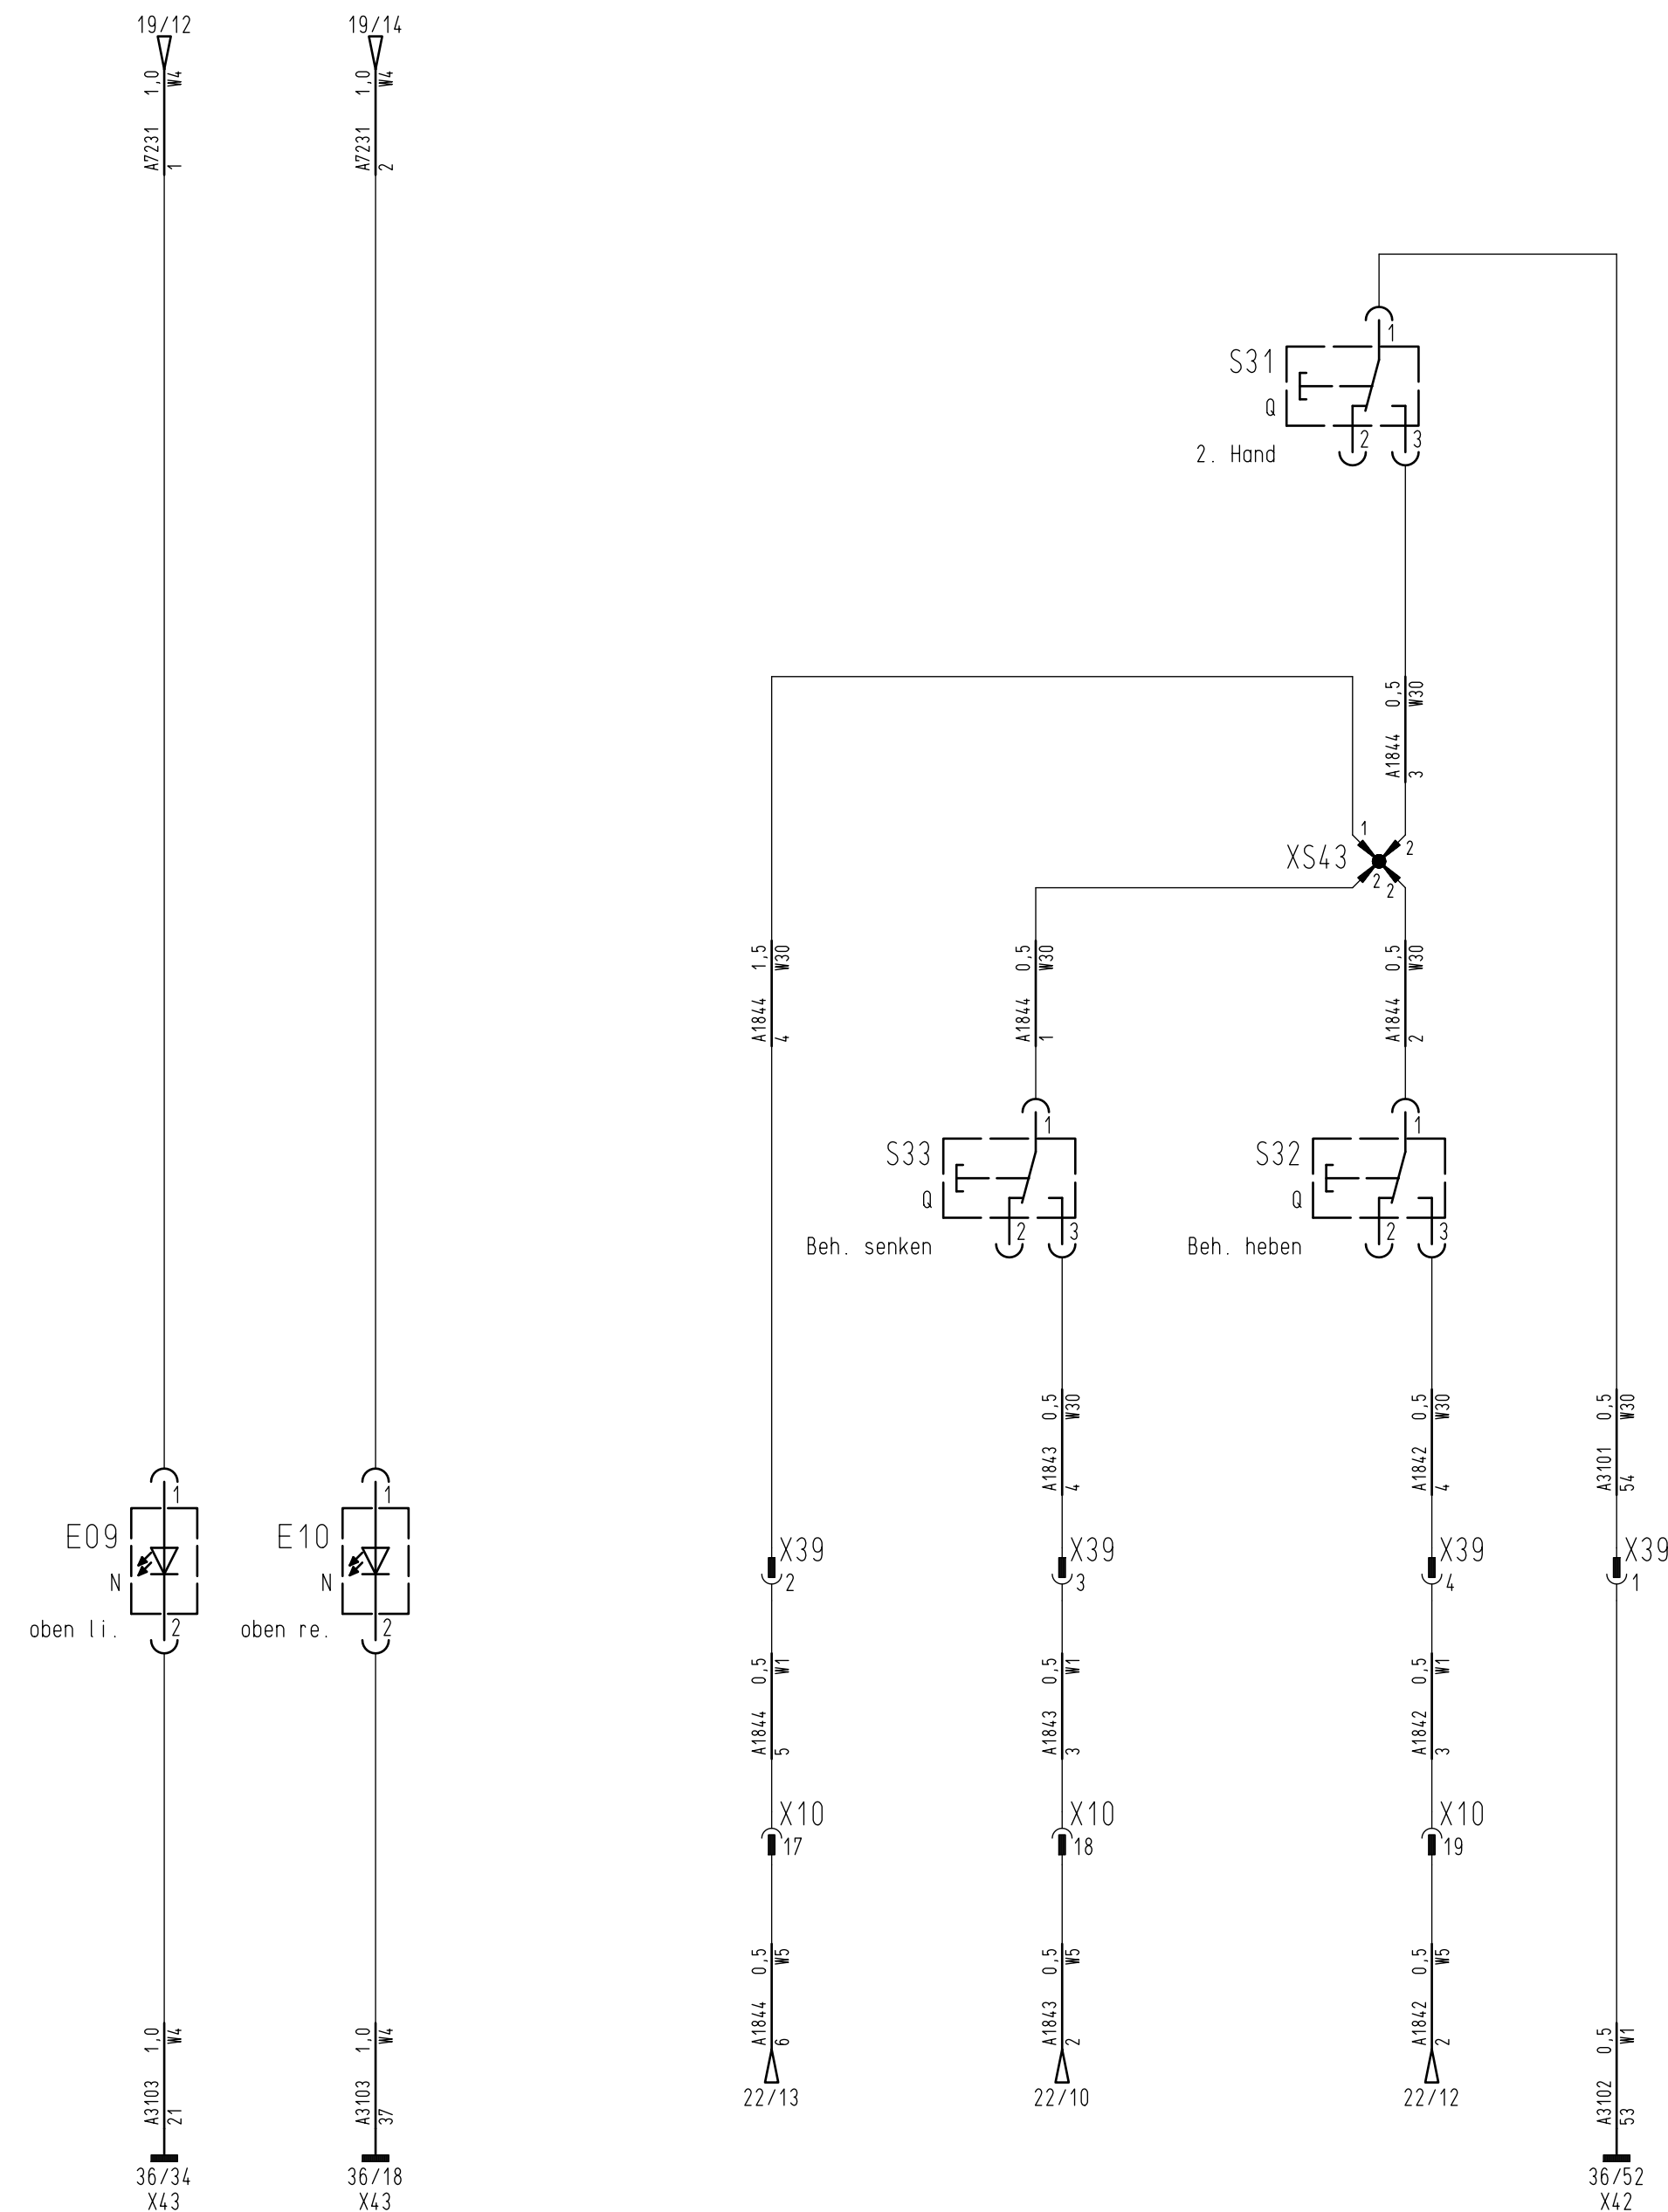 19/12
19/14
1,0
W4
A7231
1
1,0
W4
A7231
2
S31
1
Q
2
3
2. Hand
0,5
W30
A1844
3
XS43
1
2
2
2
1,5
W30
A1844
4
0,5
W30
A1844
1
0,5
W30
A1844
2
S33
1
Q
2
3
Beh. senken
S32
1
Q
2
3
Beh. heben
0,5
W30
A1843
4
0,5
W30
A1842
4
0,5
W30
A3101
54
E09
1
N
2
oben li.
E10
1
N
2
oben re.
X39
2
X39
3
X39
4
X39
1
0,5
W1
A1844
5
0,5
W1
A1843
3
0,5
W1
A1842
3
X10
17
X10
18
X10
19
0,5
W5
A1844
6
0,5
W5
A1843
2
0,5
W5
A1842
2
22/13
22/10
22/12
1,0
W4
A3103
21
1,0
W4
A3103
37
0,5
W1
A3102
53
36/34
X43
36/18
X43
36/52
X42